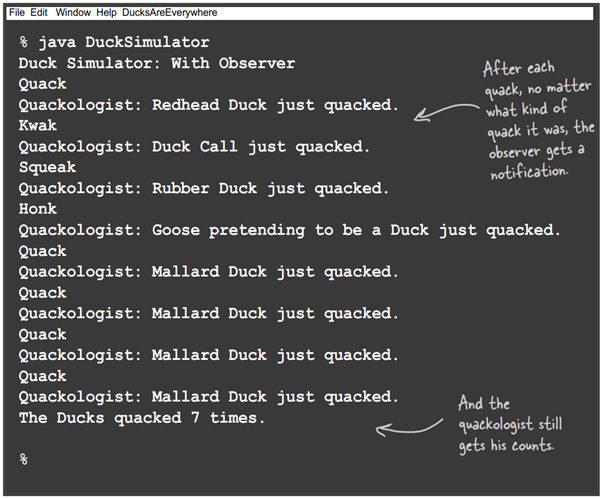 File Edit Window Help DucksAreEverywhere
% java DuckSimulator
Duck Simulator: With Observer
Quack
Quackologist: Redhead Duck just quacked.
Kwak
Quackologist: Duck Call just quacked.
Squeak
Quackologist: Rubber Duck just quacked.
Honk
Quackologist: Goose pretending to be a Duck just quacked.
Quack
Quackologist: Mallard Duck just quacked.
Quack
Quackologist: Mallard Duck just quacked.
Quack
Quackologist: Mallard Duck just quacked.
Quack
Quackologist: Mallard Duck just quacked.
The Ducks quacked 7 times.
%
After each
quack, no matter
what kind of
quack it was, the
observer gets a
notification.
And the
quackologist still
gets his counts.